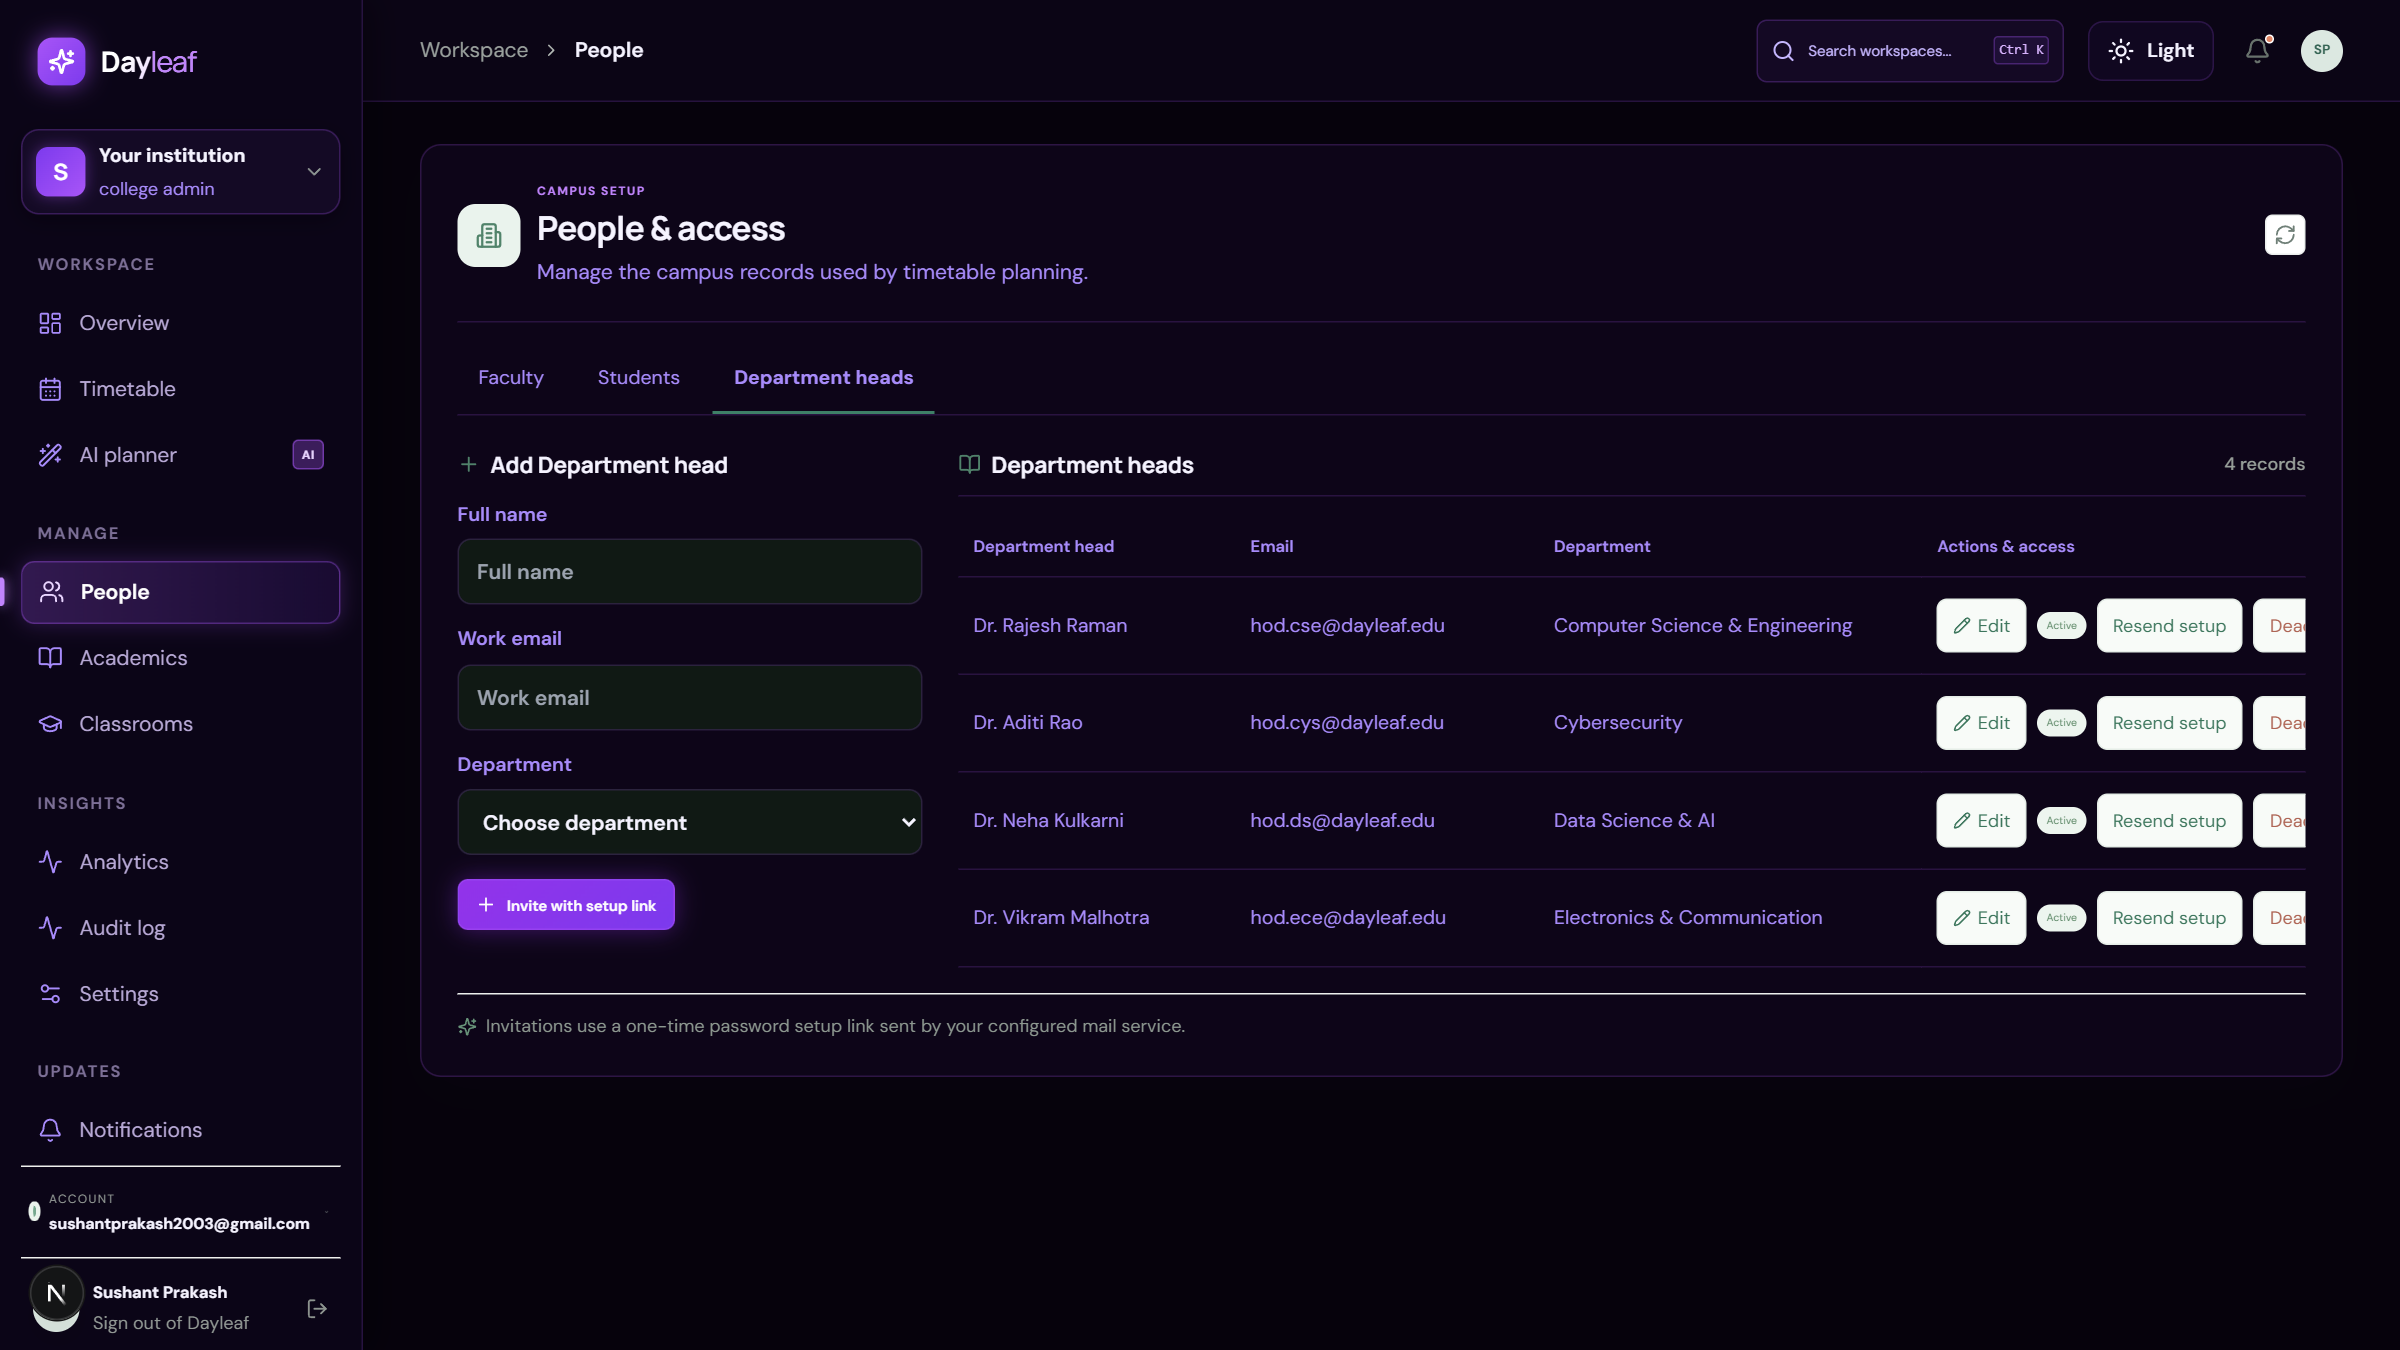 Dayleaf
S
Your institution
college admin
WORKSPACE
Overview
Timetable
AI planner
AI
MANAGE
People
Academics
Classrooms
INSIGHTS
Analytics
Audit log
Settings
UPDATES
Notifications
ACCOUNT
sushantprakash2003@gmail.com
N
Sushant Prakash
Sign out of Dayleaf
Workspace > People
Search workspaces...
Ctrl K
Light
SP
CAMPUS SETUP
People & access
Manage the campus records used by timetable planning.
Faculty
Students
Department heads
Add Department head
Full name
Full name
Work email
Work email
Department
Choose department
Invite with setup link
Department heads
4 records
Department head Email Department Actions & access
Dr. Rajesh Raman hod.cse@dayleaf.edu Computer Science & Engineering Edit Active Resend setup Deac
Dr. Aditi Rao hod.cys@dayleaf.edu Cybersecurity Edit Active Resend setup Deac
Dr. Neha Kulkarni hod.ds@dayleaf.edu Data Science & AI Edit Active Resend setup Deac
Dr. Vikram Malhotra hod.ece@dayleaf.edu Electronics & Communication Edit Active Resend setup Deac
Invitations use a one-time password setup link sent by your configured mail service.